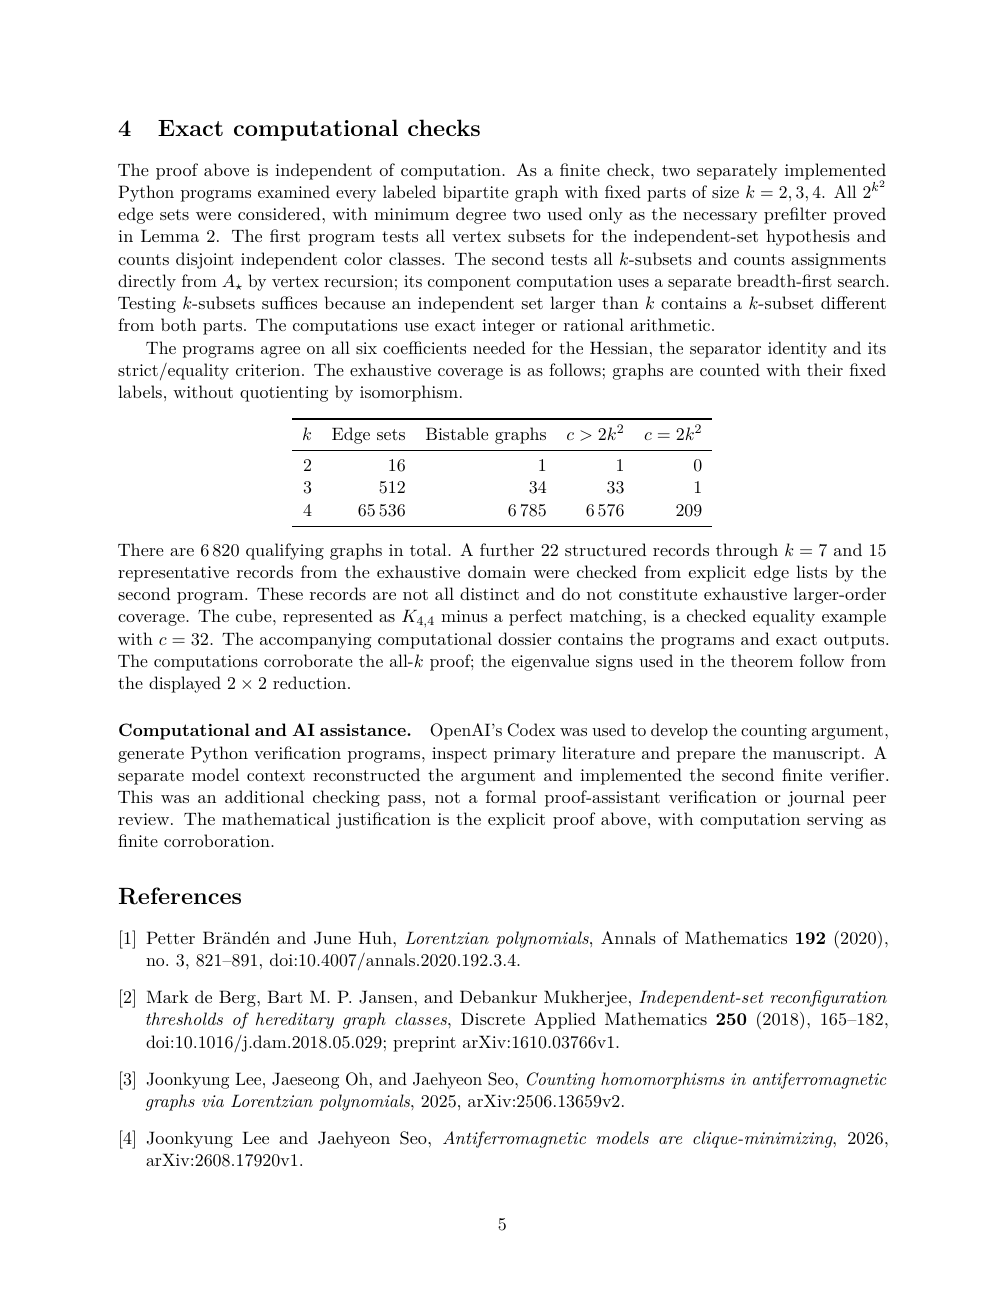 4 Exact computational checks
The proof above is independent of computation. As a finite check, two separately implemented
Python programs examined every labeled bipartite graph with fixed parts of size k = 2, 3, 4. All 2^{k^2}
edge sets were considered, with minimum degree two used only as the necessary prefilter proved
in Lemma 2. The first program tests all vertex subsets for the independent-set hypothesis and
counts disjoint independent color classes. The second tests all k-subsets and counts assignments
directly from A⋆ by vertex recursion; its component computation uses a separate breadth-first search.
Testing k-subsets suffices because an independent set larger than k contains a k-subset different
from both parts. The computations use exact integer or rational arithmetic.
The programs agree on all six coefficients needed for the Hessian, the separator identity and its
strict/equality criterion. The exhaustive coverage is as follows; graphs are counted with their fixed
labels, without quotienting by isomorphism.
k Edge sets Bistable graphs c > 2k² c = 2k²
2 16 1 1 0
3 512 34 33 1
4 65 536 6 785 6 576 209
There are 6 820 qualifying graphs in total. A further 22 structured records through k = 7 and 15
representative records from the exhaustive domain were checked from explicit edge lists by the
second program. These records are not all distinct and do not constitute exhaustive larger-order
coverage. The cube, represented as K₄,₄ minus a perfect matching, is a checked equality example
with c = 32. The accompanying computational dossier contains the programs and exact outputs.
The computations corroborate the all-k proof; the eigenvalue signs used in the theorem follow from
the displayed 2 × 2 reduction.
Computational and AI assistance. OpenAI's Codex was used to develop the counting argument,
generate Python verification programs, inspect primary literature and prepare the manuscript. A
separate model context reconstructed the argument and implemented the second finite verifier.
This was an additional checking pass, not a formal proof-assistant verification or journal peer
review. The mathematical justification is the explicit proof above, with computation serving as
finite corroboration.
References
[1] Petter Brändén and June Huh, Lorentzian polynomials, Annals of Mathematics 192 (2020),
no. 3, 821–891, doi:10.4007/annals.2020.192.3.4.
[2] Mark de Berg, Bart M. P. Jansen, and Debankur Mukherjee, Independent-set reconfiguration
thresholds of hereditary graph classes, Discrete Applied Mathematics 250 (2018), 165–182,
doi:10.1016/j.dam.2018.05.029; preprint arXiv:1610.03766v1.
[3] Joonkyung Lee, Jaeseong Oh, and Jaehyeon Seo, Counting homomorphisms in antiferromagnetic
graphs via Lorentzian polynomials, 2025, arXiv:2506.13659v2.
[4] Joonkyung Lee and Jaehyeon Seo, Antiferromagnetic models are clique-minimizing, 2026,
arXiv:2608.17920v1.
5